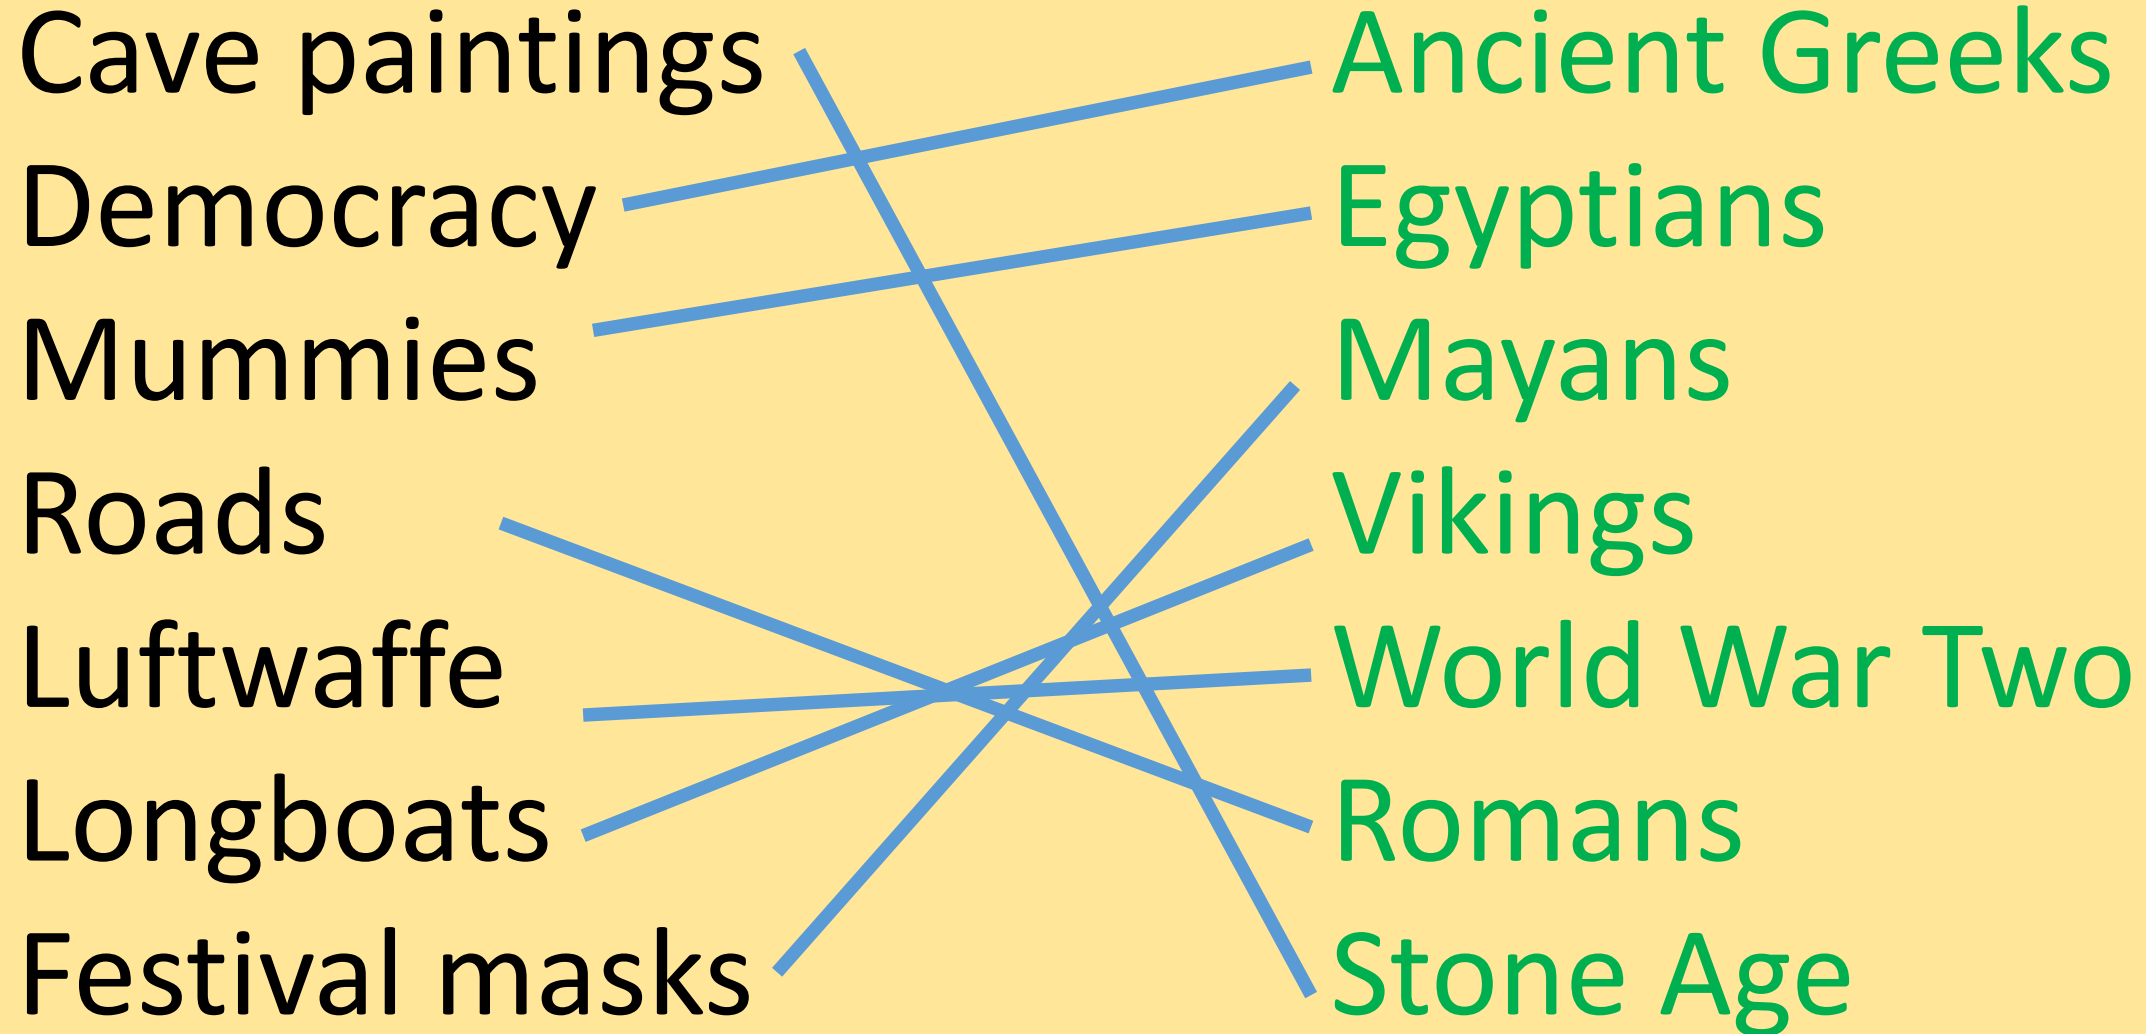 Cave paintings
Democracy
Mummies
Roads
Luftwaffe
Longboats
Festival masks
Ancient Greeks
Egyptians
Mayans
Vikings
World War Two
Romans
Stone Age